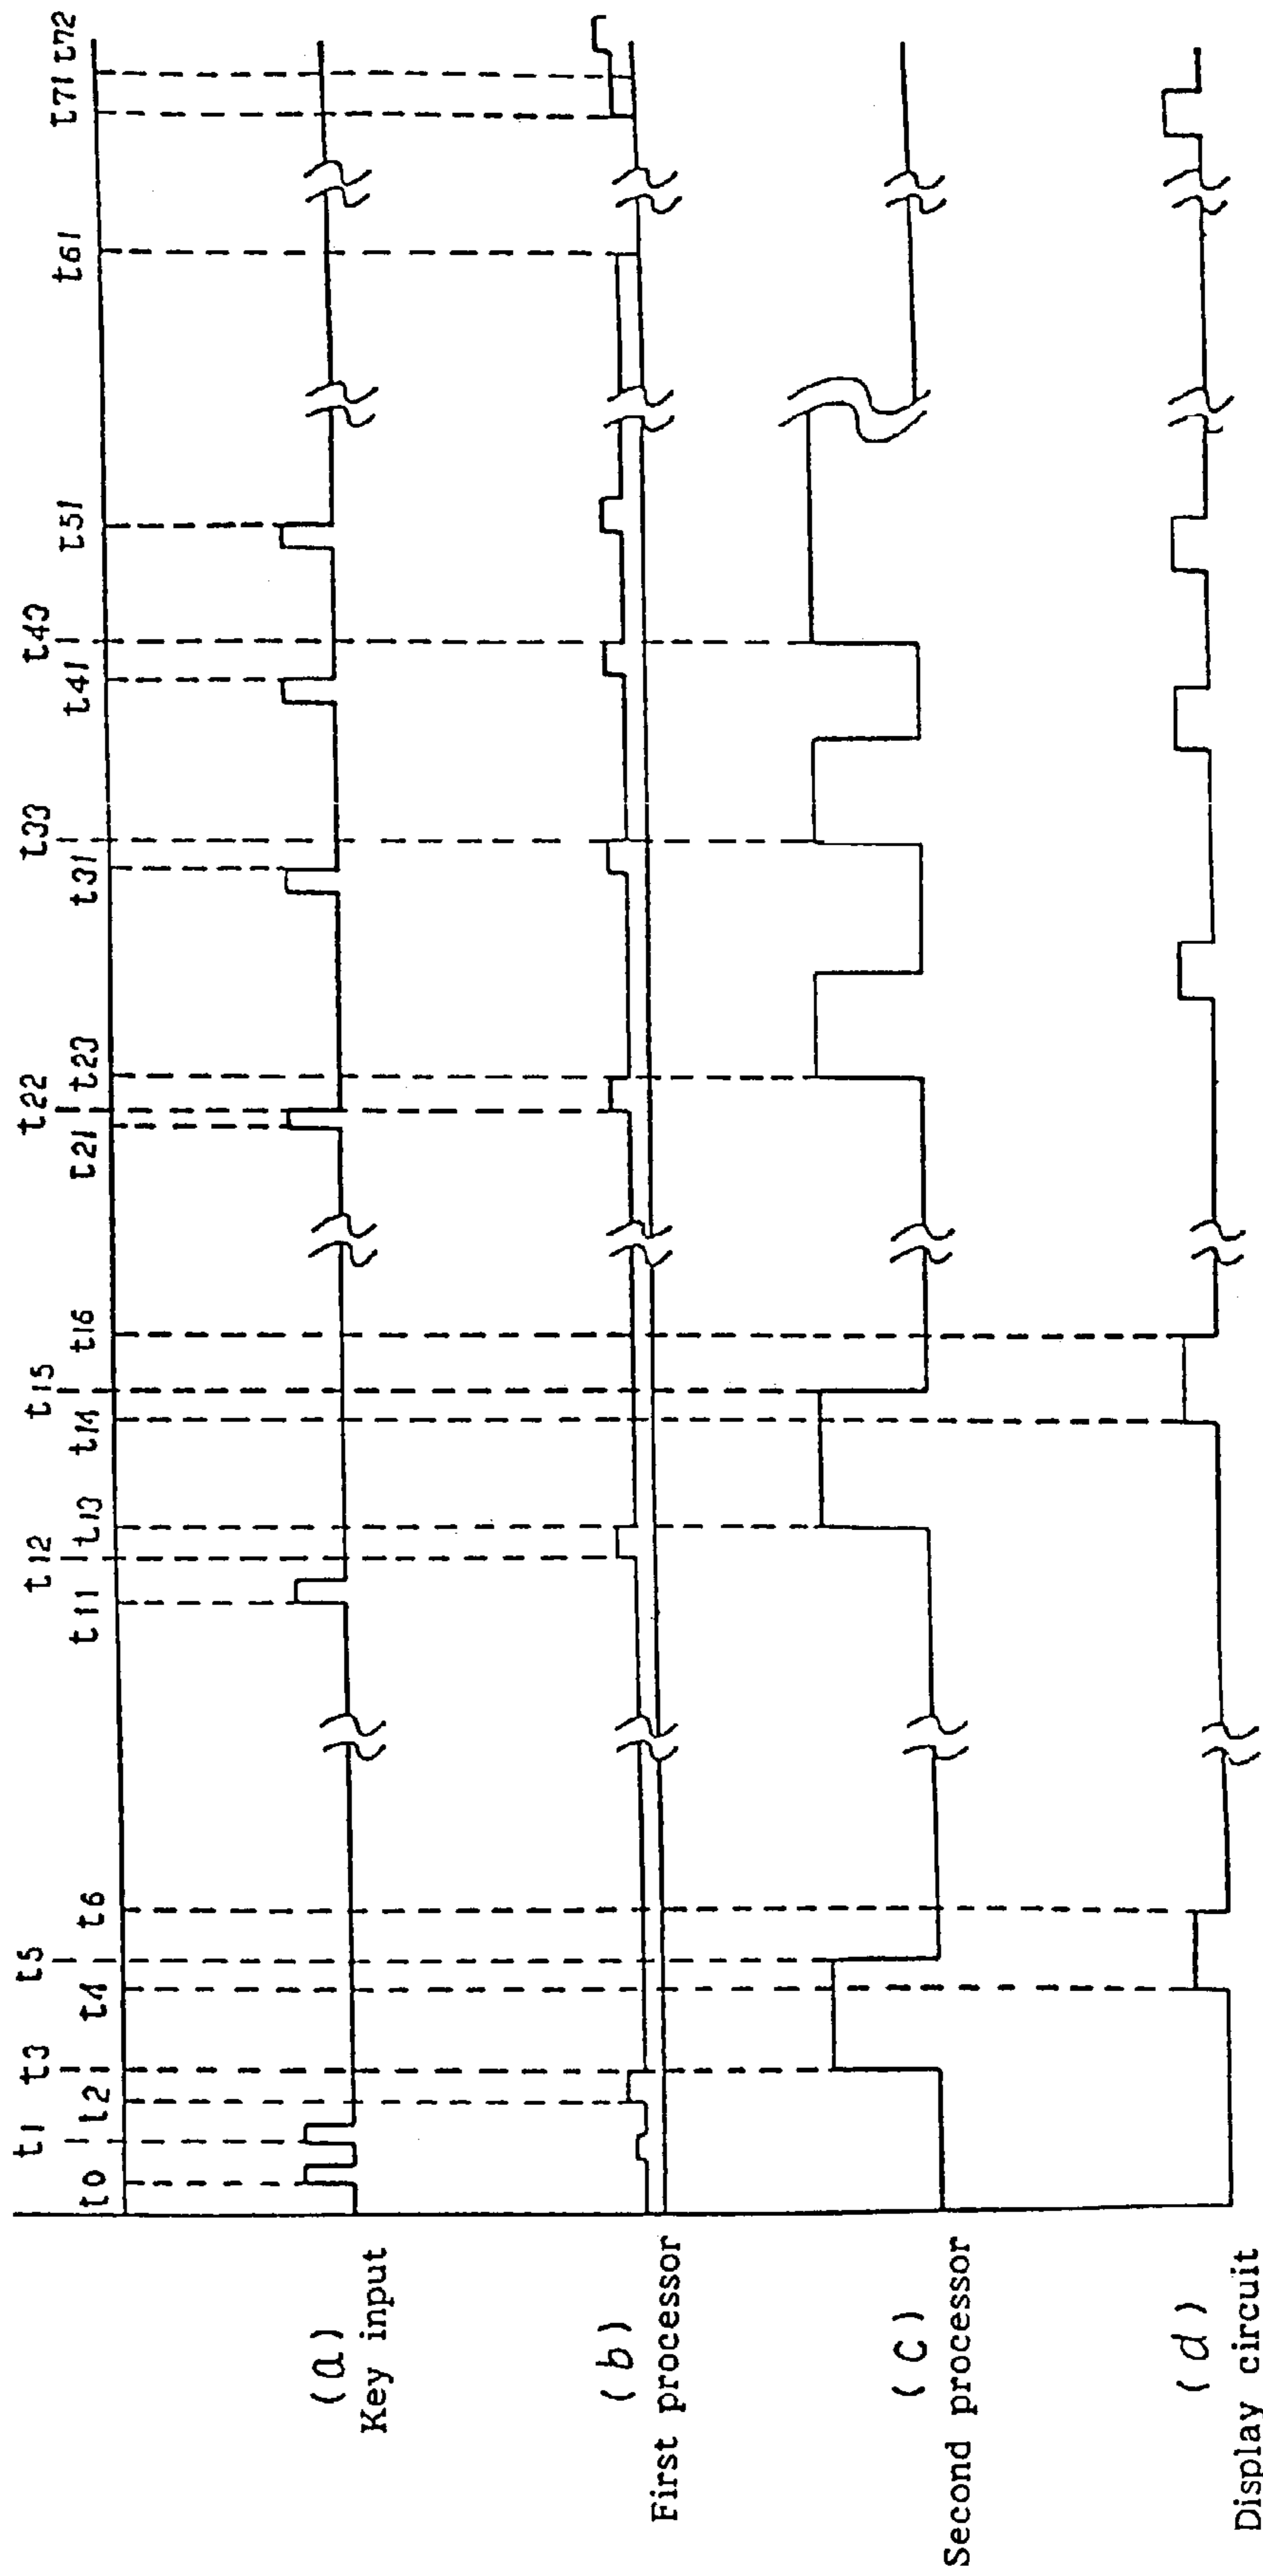 t0 t1 t2 t3 t4 t5 t6 t11 t12 t13 t14 t15 t16 t21 t22 t23 t31 t33 t41 t43 t51 t61 t71 t72
(a)
Key input
(b)
First processor
(c)
Second processor
(d)
Display circuit